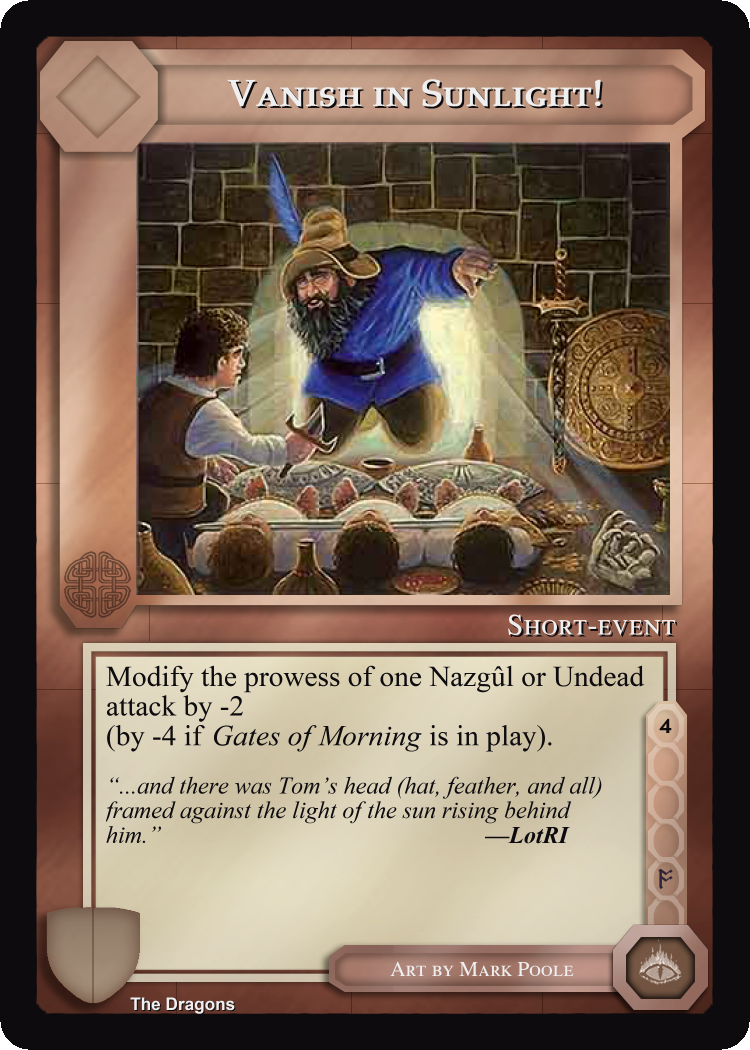 Vanish in Sunlight!
Short-event
Modify the prowess of one Nazgûl or Undead
attack by -2
(by -4 if Gates of Morning is in play).
4
“...and there was Tom’s head (hat, feather, and all)
framed against the light of the sun rising behind
him.” —LotRI
ᚩ
Art by Mark Poole
The Dragons